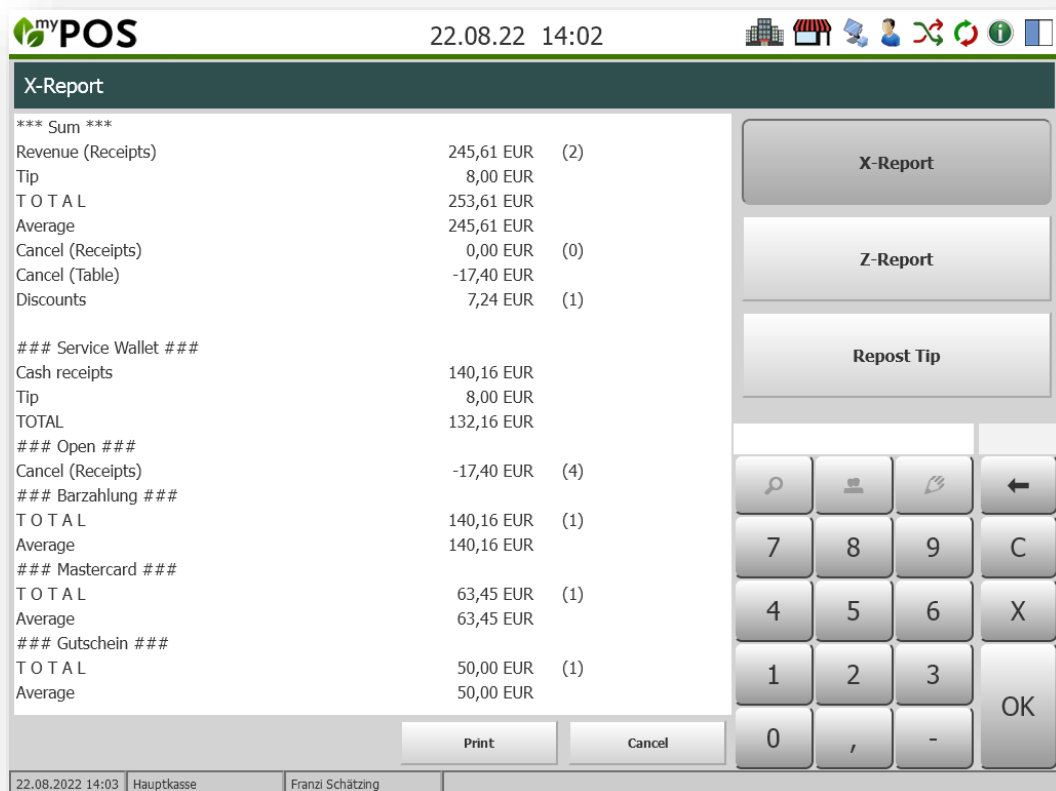 myPOS
22.08.22 14:02
X-Report
*** Sum ***
Revenue (Receipts) 245,61 EUR (2)
Tip 8,00 EUR
T O T A L 253,61 EUR
Average 245,61 EUR
Cancel (Receipts) 0,00 EUR (0)
Cancel (Table) -17,40 EUR
Discounts 7,24 EUR (1)
### Service Wallet ###
Cash receipts 140,16 EUR
Tip 8,00 EUR
TOTAL 132,16 EUR
### Open ###
Cancel (Receipts) -17,40 EUR (4)
### Barzahlung ###
T O T A L 140,16 EUR (1)
Average 140,16 EUR
### Mastercard ###
T O T A L 63,45 EUR (1)
Average 63,45 EUR
### Gutschein ###
T O T A L 50,00 EUR (1)
Average 50,00 EUR
Print Cancel
X-Report
Z-Report
Repost Tip
7 8 9 C
4 5 6 X
1 2 3
OK
0 , -
22.08.2022 14:03 Hauptkasse Franzi Schätzing